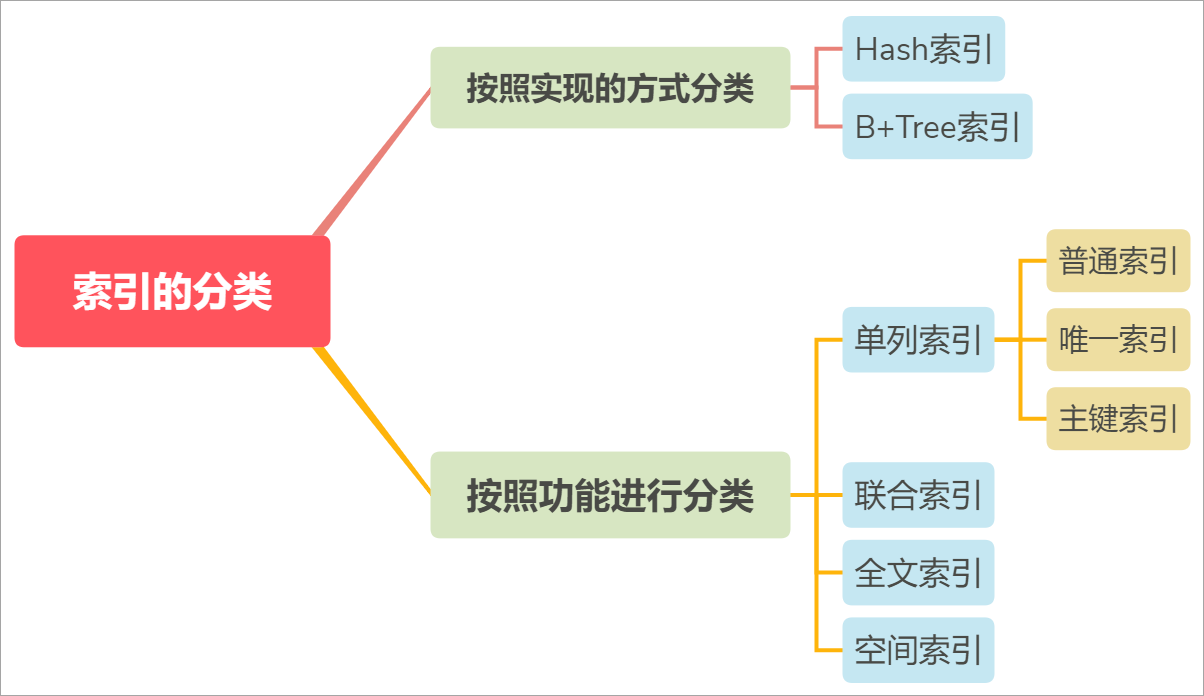 索引的分类
按照实现的方式分类
Hash索引
B+Tree索引
按照功能进行分类
单列索引
普通索引
唯一索引
主键索引
联合索引
全文索引
空间索引